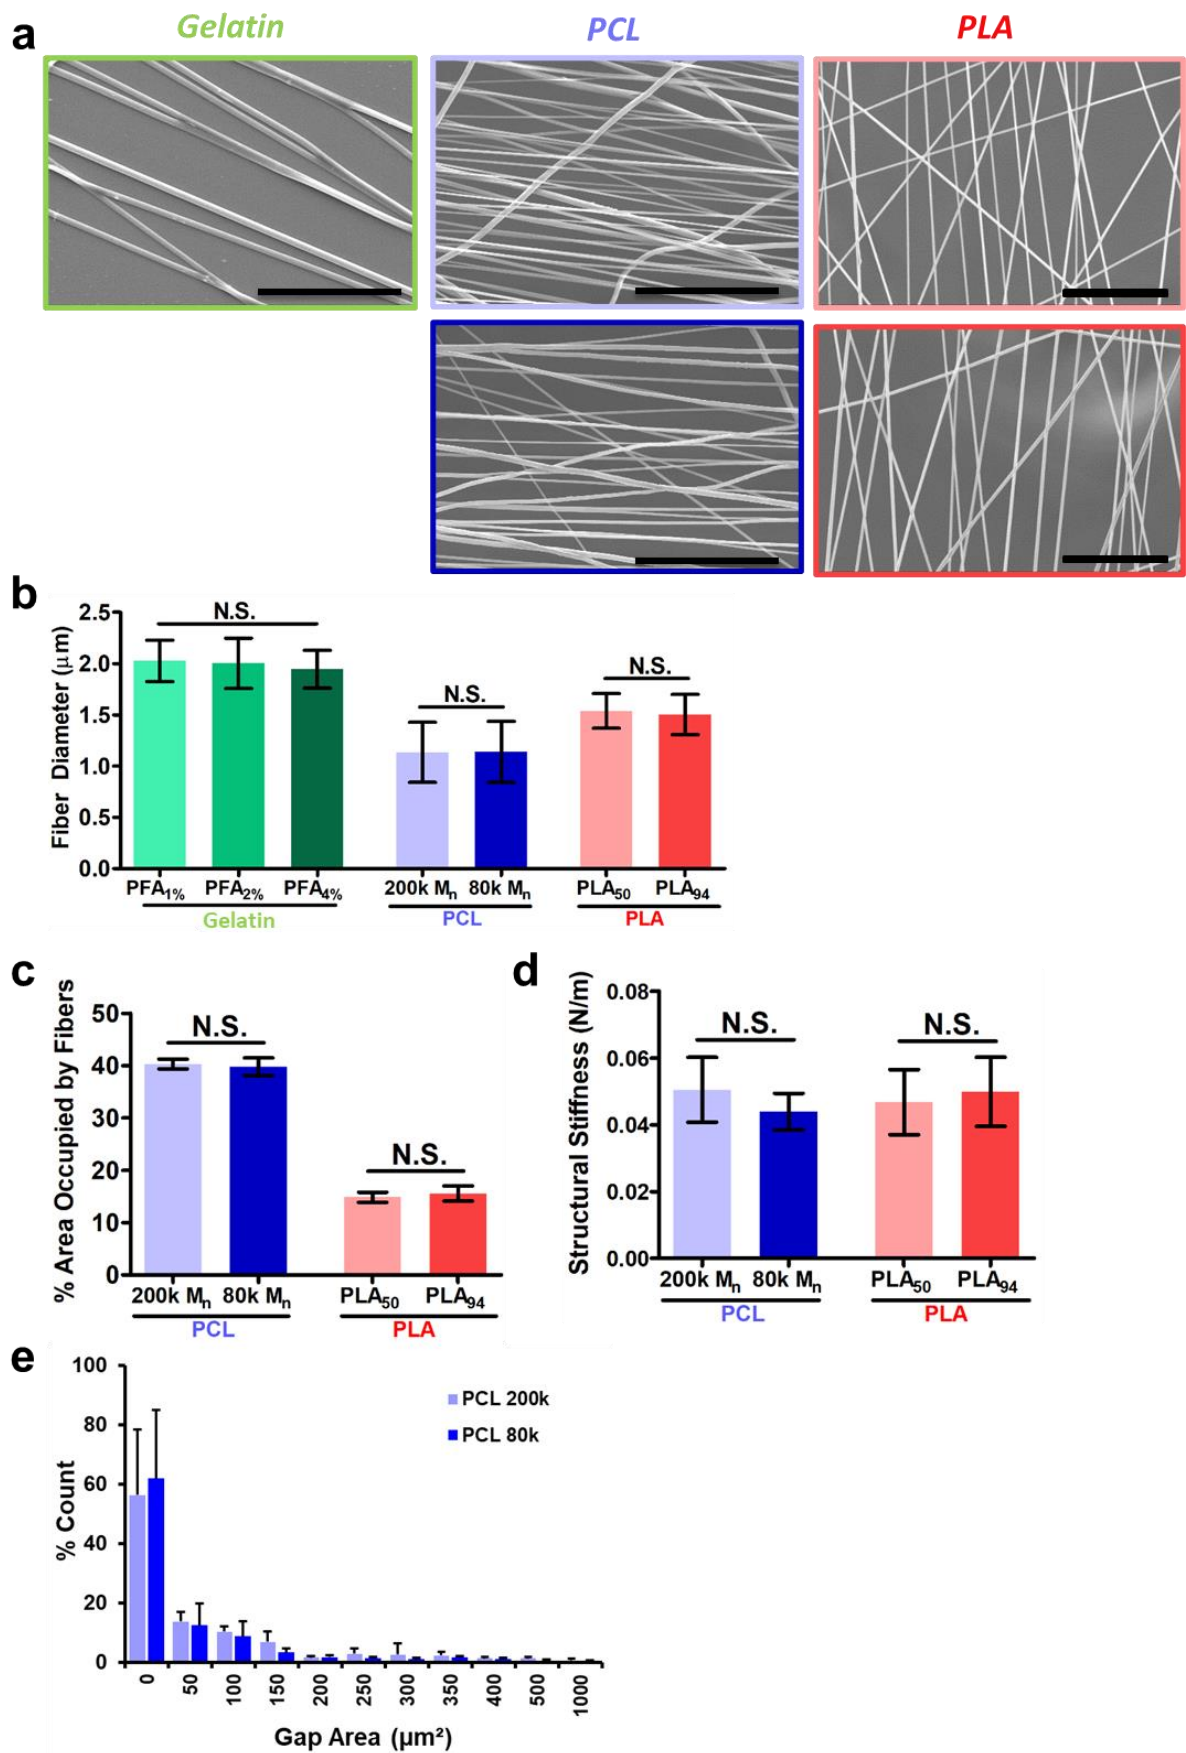 a
Gelatin
PCL
PLA
b
Fiber Diameter (μm)
2.5
2.0
1.5
1.0
0.5
0.0
N.S.
N.S.
N.S.
PFA1% PFA2% PFA4%
200k Mn 80k Mn
PLA50 PLA94
Gelatin
PCL
PLA
c
% Area Occupied by Fibers
50
40
30
20
10
0
N.S.
N.S.
200k Mn 80k Mn
PLA50 PLA94
PCL
PLA
d
Structural Stiffness (N/m)
0.08
0.06
0.04
0.02
0.00
N.S.
N.S.
200k Mn 80k Mn
PLA50 PLA94
PCL
PLA
e
% Count
100
80
60
40
20
0
PCL 200k
PCL 80k
0 50 100 150 200 250 300 350 400 500 1000
Gap Area (μm²)